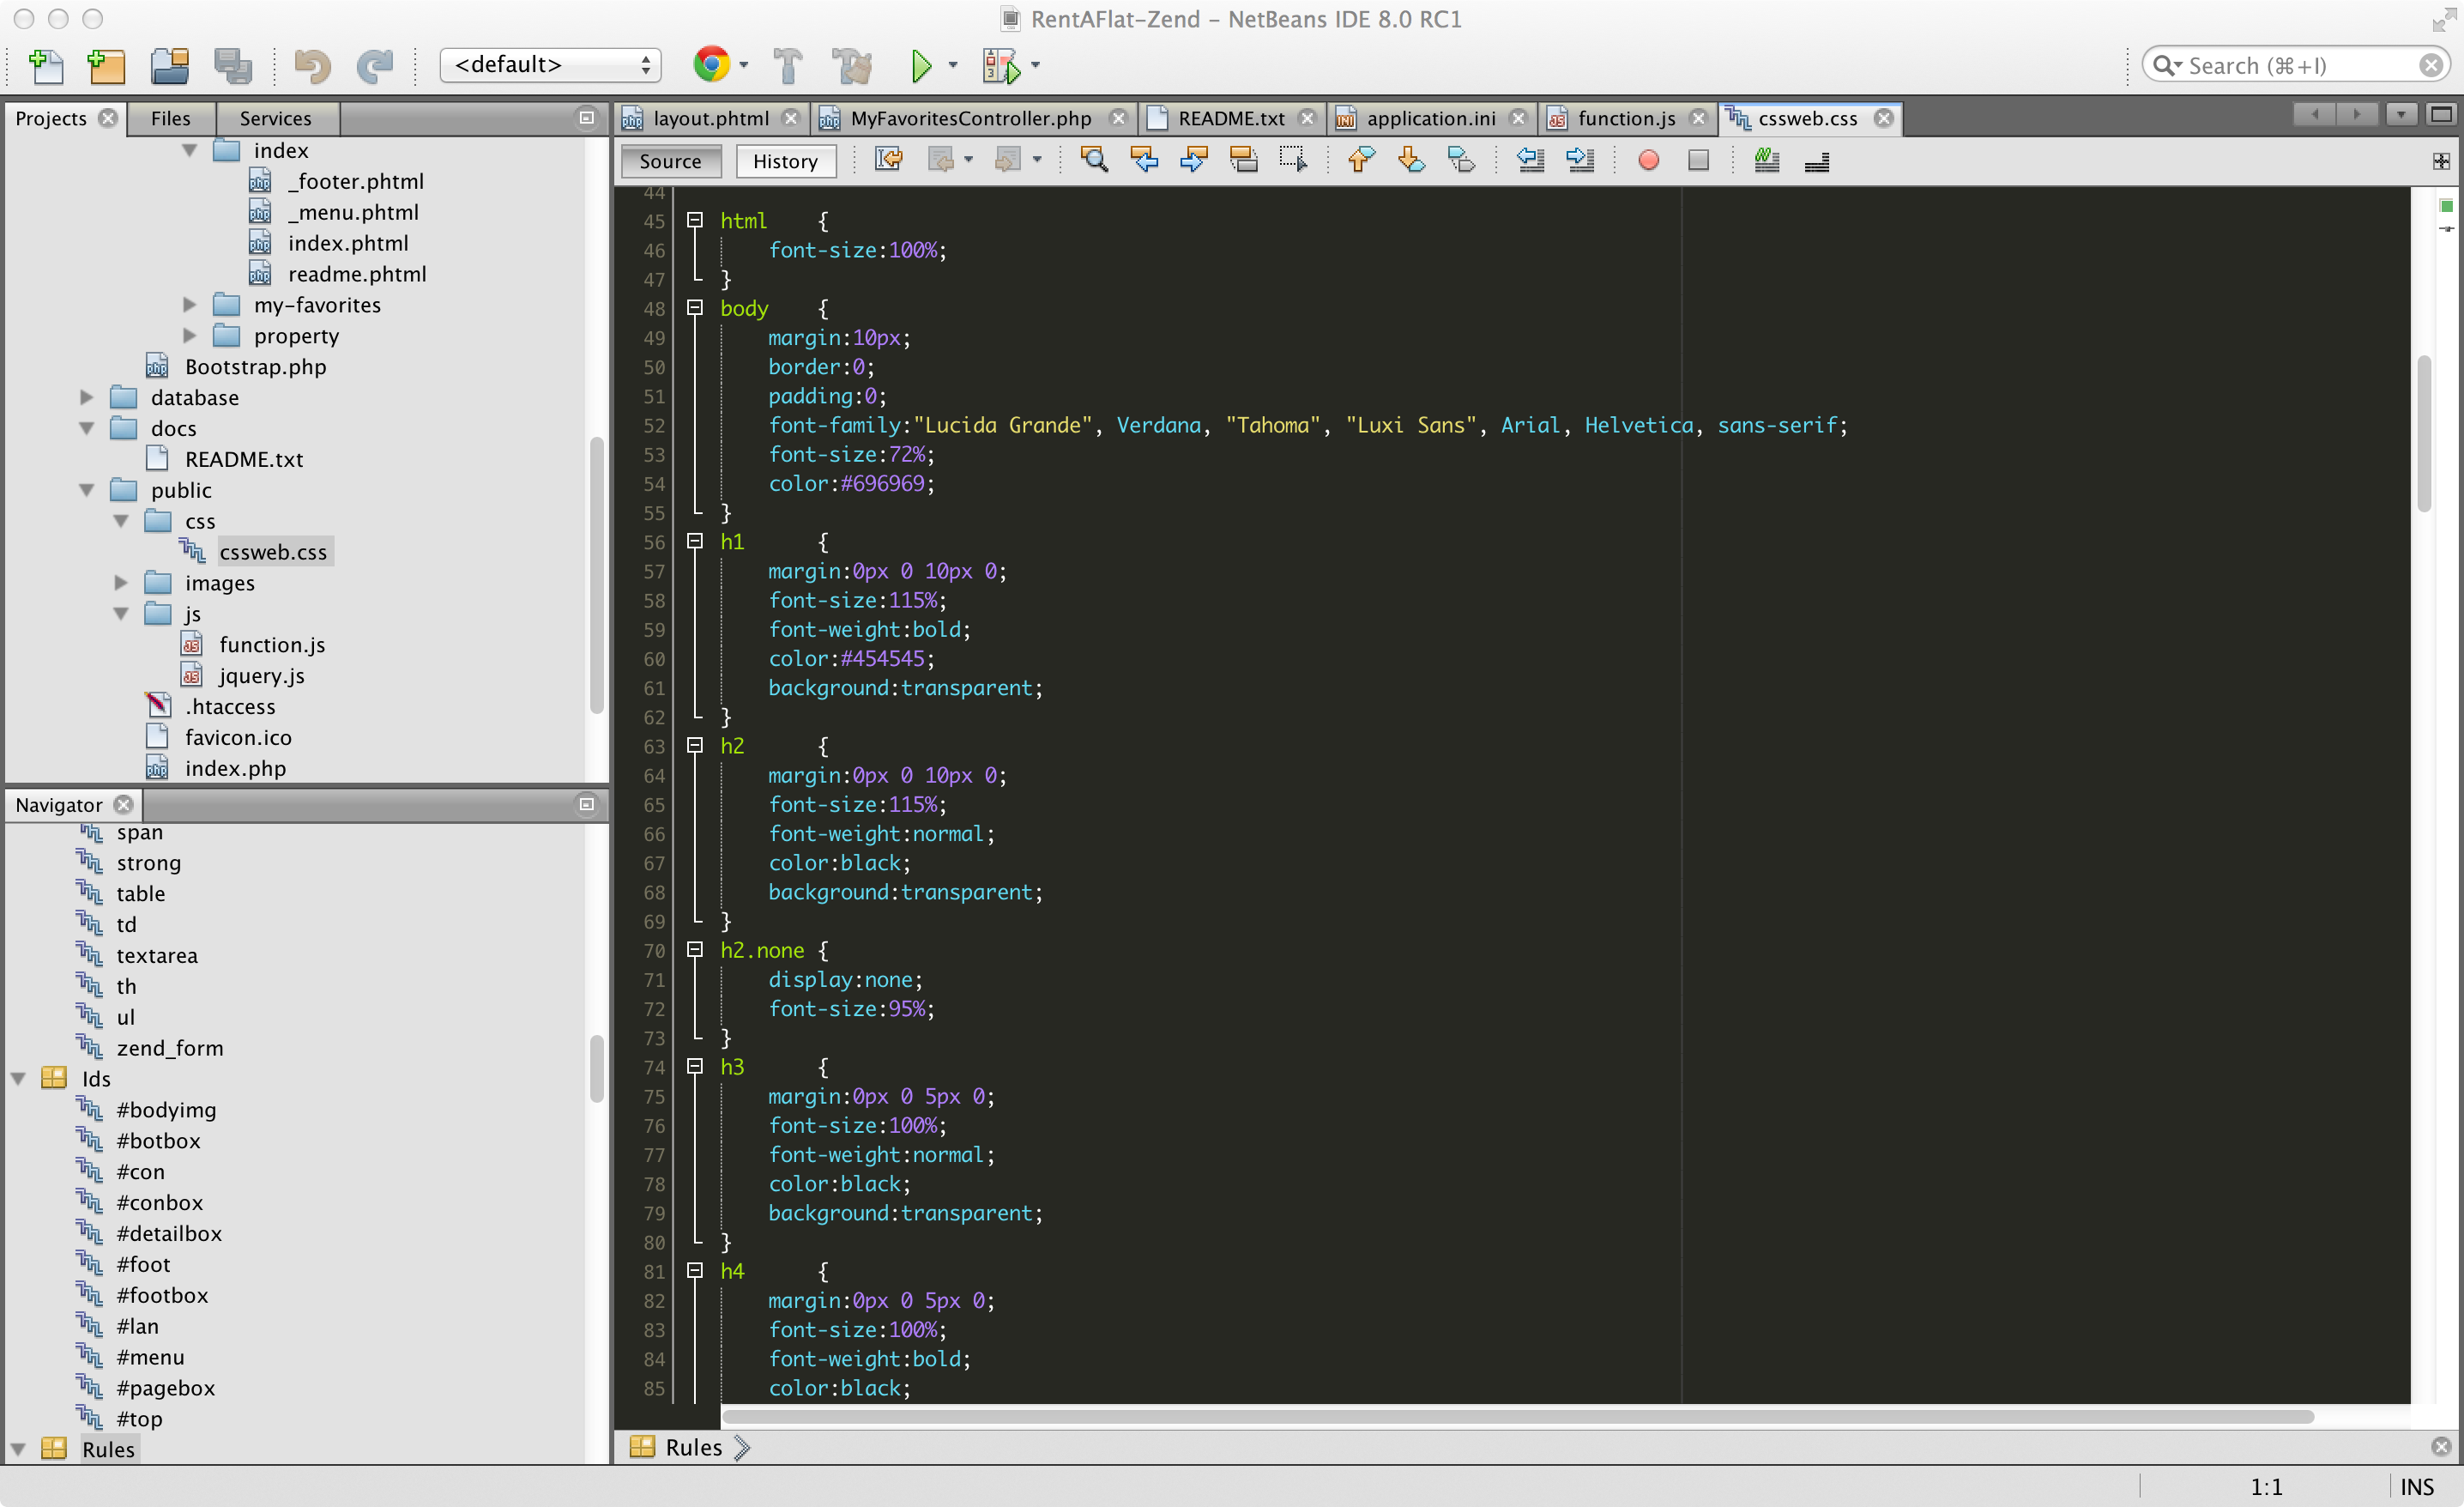 RentAFlat-Zend - NetBeans IDE 8.0 RC1
<default>
Search (⌘+I)
Projects Files Services
index
_footer.phtml
_menu.phtml
index.phtml
readme.phtml
my-favorites
property
Bootstrap.php
database
docs
README.txt
public
css
cssweb.css
images
js
function.js
jquery.js
.htaccess
favicon.ico
index.php
Navigator
span
strong
table
td
textarea
th
ul
zend_form
Ids
#bodyimg
#botbox
#con
#conbox
#detailbox
#foot
#footbox
#lan
#menu
#pagebox
#top
Rules
layout.phtml MyFavoritesController.php README.txt application.ini function.js cssweb.css
Source History
44
45 html {
46 font-size:100%;
47 }
48 body {
49 margin:10px;
50 border:0;
51 padding:0;
52 font-family:"Lucida Grande", Verdana, "Tahoma", "Luxi Sans", Arial, Helvetica, sans-serif;
53 font-size:72%;
54 color:#696969;
55 }
56 h1 {
57 margin:0px 0 10px 0;
58 font-size:115%;
59 font-weight:bold;
60 color:#454545;
61 background:transparent;
62 }
63 h2 {
64 margin:0px 0 10px 0;
65 font-size:115%;
66 font-weight:normal;
67 color:black;
68 background:transparent;
69 }
70 h2.none {
71 display:none;
72 font-size:95%;
73 }
74 h3 {
75 margin:0px 0 5px 0;
76 font-size:100%;
77 font-weight:normal;
78 color:black;
79 background:transparent;
80 }
81 h4 {
82 margin:0px 0 5px 0;
83 font-size:100%;
84 font-weight:bold;
85 color:black;
Rules
1:1 INS